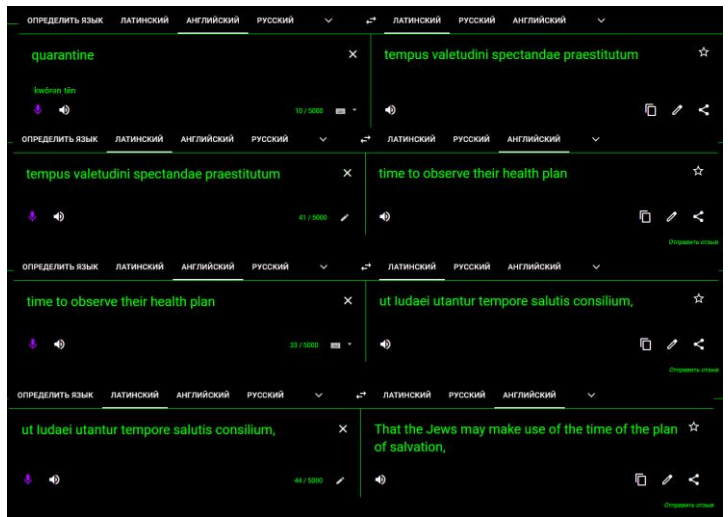 ОПРЕДЕЛИТЬ ЯЗЫК ЛАТИНСКИЙ АНГЛИЙСКИЙ РУССКИЙ ЛАТИНСКИЙ РУССКИЙ АНГЛИЙСКИЙ
quarantine tempus valetudini spectandae praestitutum
ˈkwôrənˌtēn
10 / 5000
ОПРЕДЕЛИТЬ ЯЗЫК ЛАТИНСКИЙ АНГЛИЙСКИЙ РУССКИЙ ЛАТИНСКИЙ РУССКИЙ АНГЛИЙСКИЙ
tempus valetudini spectandae praestitutum time to observe their health plan
41 / 5000
Отправить отзыв
ОПРЕДЕЛИТЬ ЯЗЫК ЛАТИНСКИЙ АНГЛИЙСКИЙ РУССКИЙ ЛАТИНСКИЙ РУССКИЙ АНГЛИЙСКИЙ
time to observe their health plan ut Iudaei utantur tempore salutis consilium,
33 / 5000
Отправить отзыв
ОПРЕДЕЛИТЬ ЯЗЫК ЛАТИНСКИЙ АНГЛИЙСКИЙ РУССКИЙ ЛАТИНСКИЙ РУССКИЙ АНГЛИЙСКИЙ
ut Iudaei utantur tempore salutis consilium, That the Jews may make use of the time of the plan
of salvation,
44 / 5000
Отправить отзыв